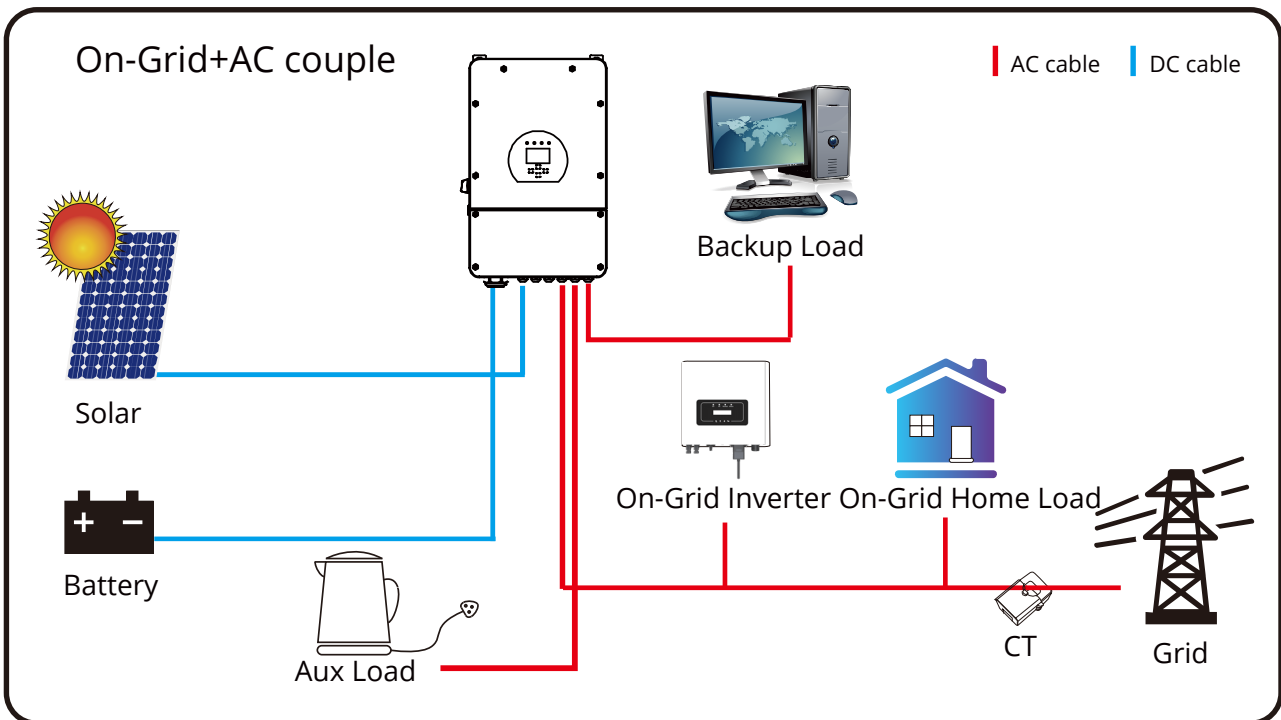 On-Grid+AC couple
AC cable
DC cable
Backup Load
Solar
On-Grid Inverter
On-Grid Home Load
Battery
Aux Load
CT
Grid